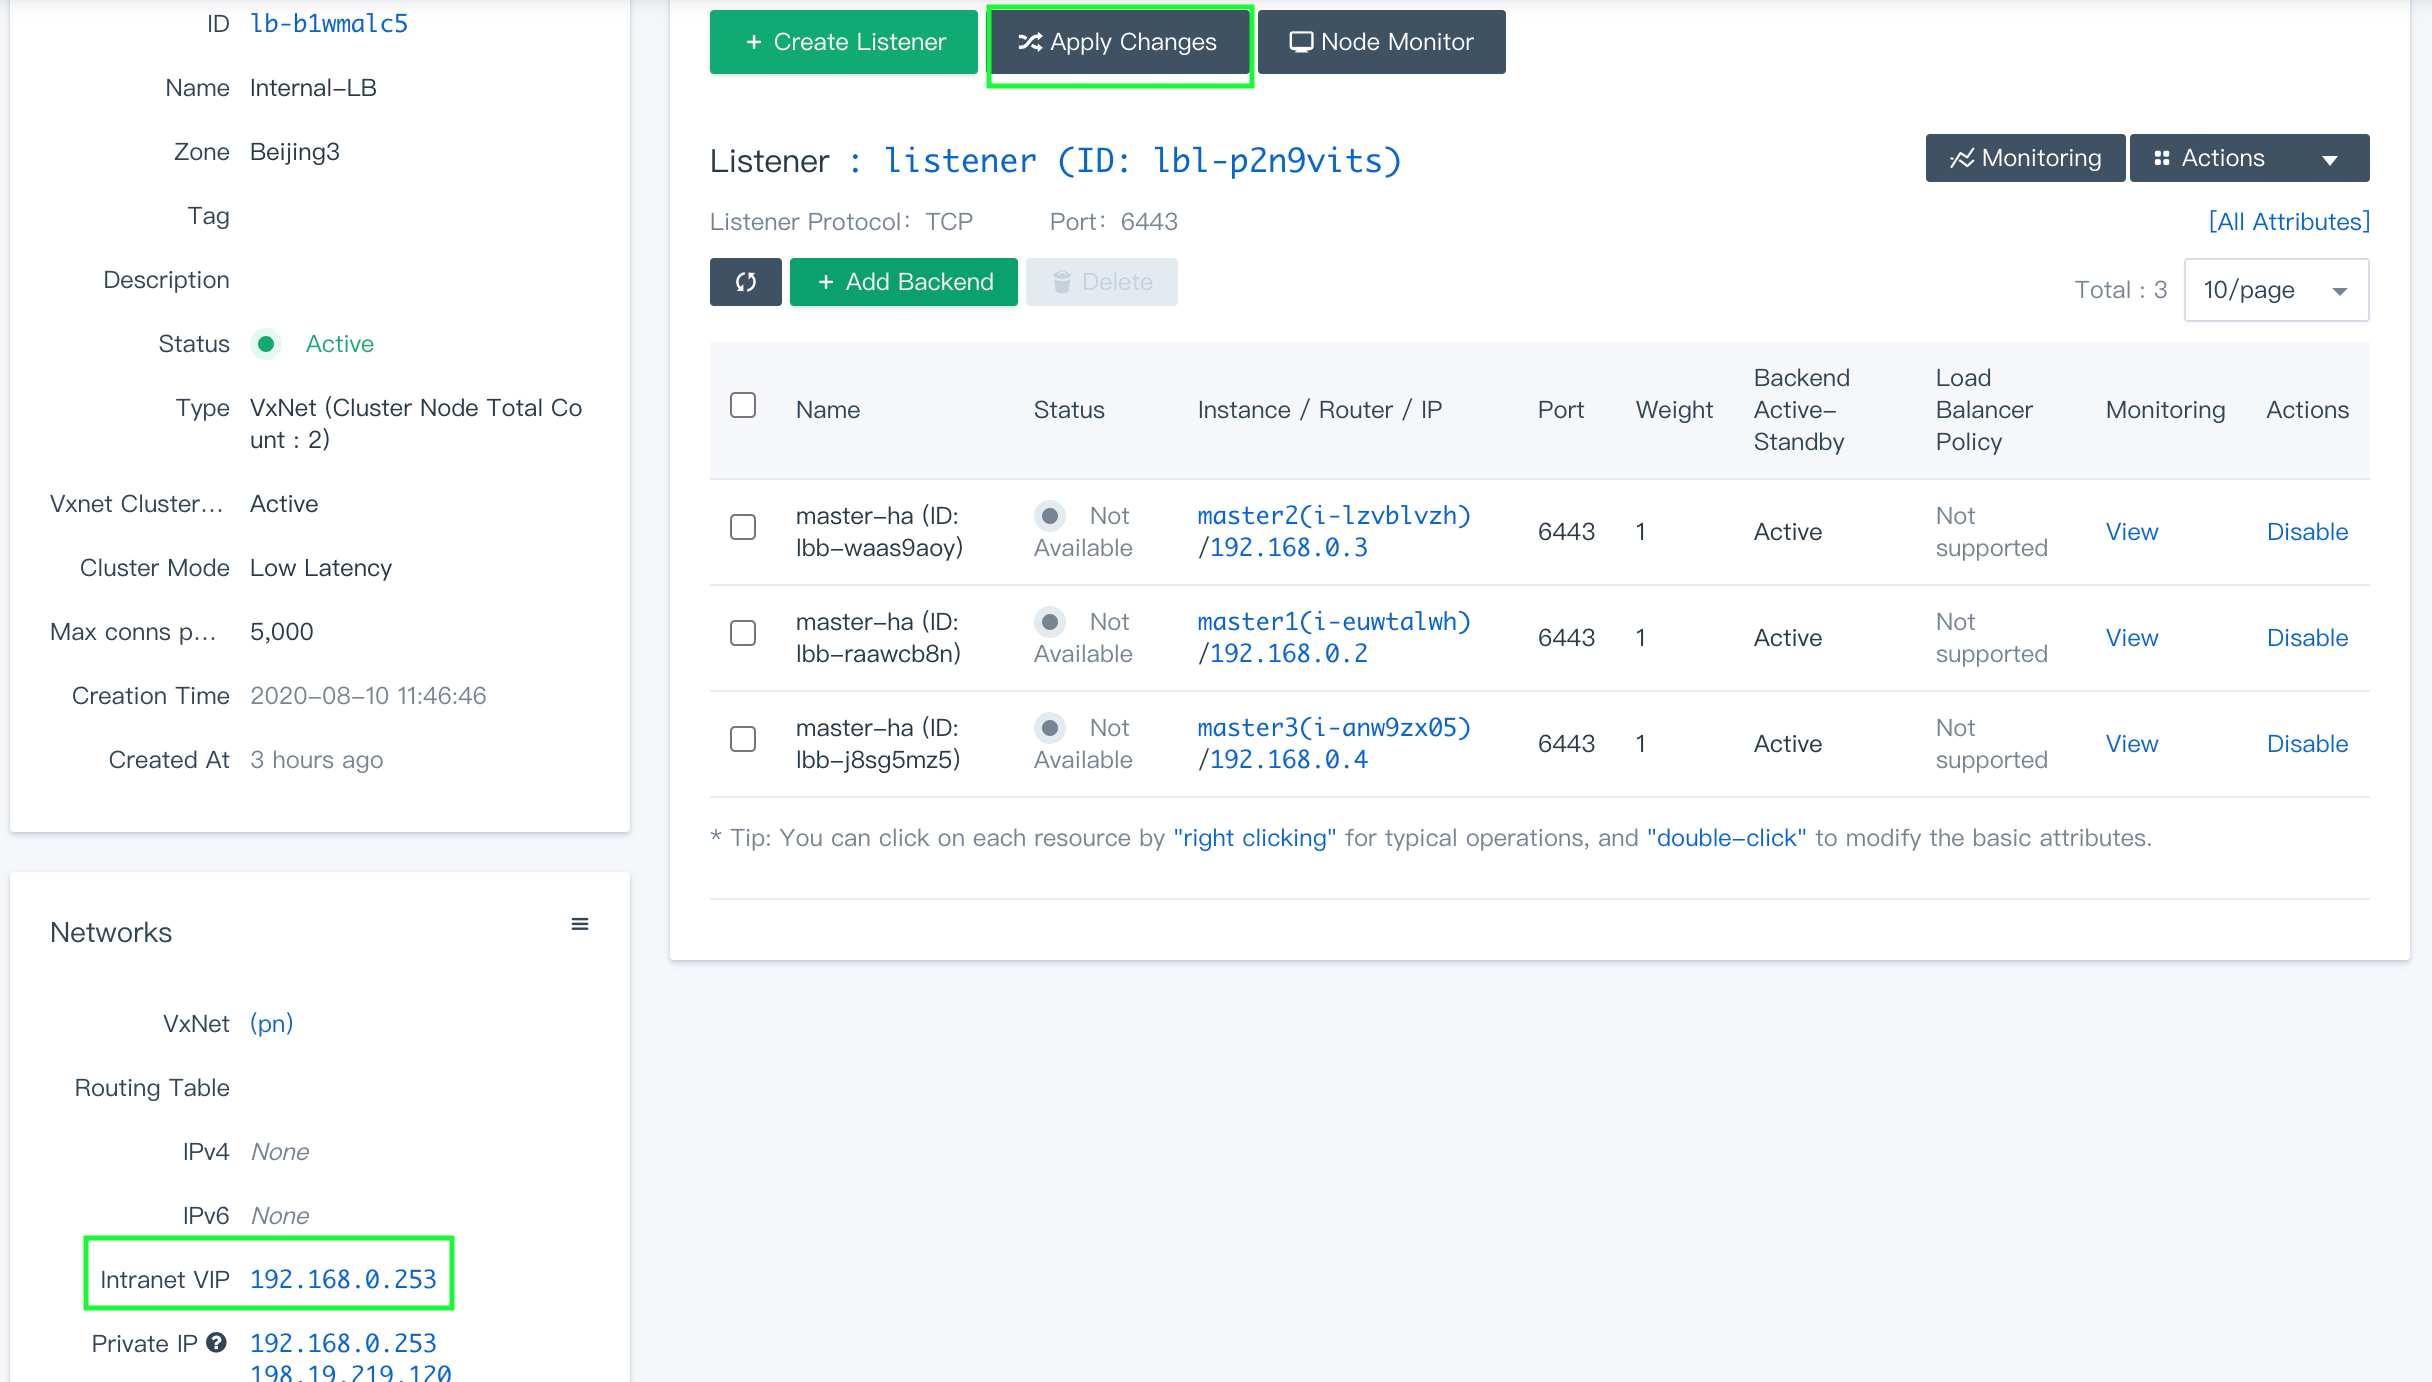 ID lb-b1wmalc5
Name Internal-LB
Zone Beijing3
Tag
Description
Status Active
Type VxNet (Cluster Node Total Co
unt : 2)
Vxnet Cluster... Active
Cluster Mode Low Latency
Max conns p... 5,000
Creation Time 2020-08-10 11:46:46
Created At 3 hours ago
Networks
VxNet (pn)
Routing Table
IPv4 None
IPv6 None
Intranet VIP 192.168.0.253
Private IP ? 192.168.0.253
198.19.219.120
+ Create Listener Apply Changes Node Monitor
Listener : listener (ID: lbl-p2n9vits) Monitoring Actions
Listener Protocol: TCP Port: 6443 [All Attributes]
+ Add Backend Delete Total : 3 10/page
Name Status Instance / Router / IP Port Weight Backend Active-Standby Load Balancer Policy Monitoring Actions
master-ha (ID: Not master2(i-lzvblvzh) Not
lbb-waas9aoy) Available /192.168.0.3 6443 1 Active supported View Disable
master-ha (ID: Not master1(i-euwtalwh) Not
lbb-raawcb8n) Available /192.168.0.2 6443 1 Active supported View Disable
master-ha (ID: Not master3(i-anw9zx05) Not
lbb-j8sg5mz5) Available /192.168.0.4 6443 1 Active supported View Disable
* Tip: You can click on each resource by "right clicking" for typical operations, and "double-click" to modify the basic attributes.